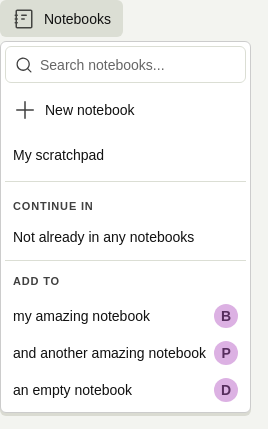 Notebooks
Search notebooks...
New notebook
My scratchpad
CONTINUE IN
Not already in any notebooks
ADD TO
my amazing notebook B
and another amazing notebook P
an empty notebook D